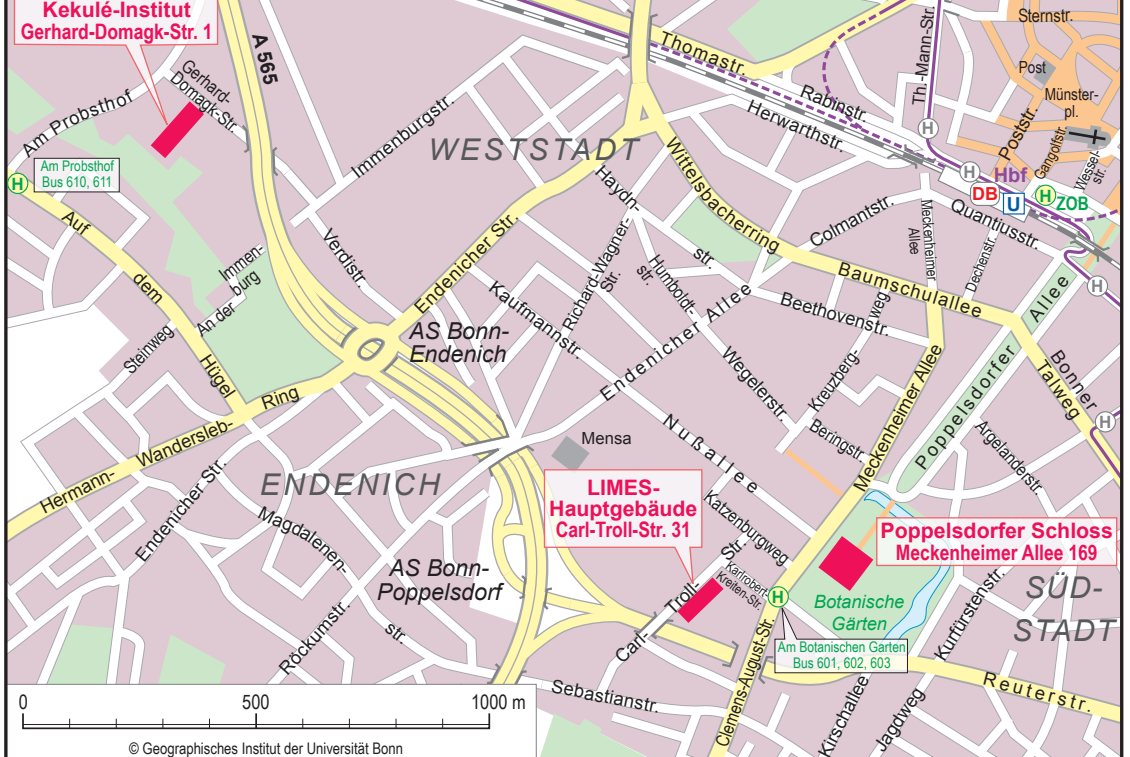 Kekulé-Institut
Gerhard-Domagk-Str. 1
A 565
Thomastr.
Th.-Mann-Str.
Sternstr.
Post
Münster-
pl.
Gerhard-
Domagk-Str.
Am Probsthof
Immenburgstr.
Rabinstr.
Herwarthstr.
H
Poststr.
Gangolfstr.
Wessel-
str.
WESTSTADT
Wittelsbacherring
H
Hbf
DB
U
H
ZOB
H
Am Probsthof
Bus 610, 611
Haydn-
str.
Colmantstr.
Meckenheimer
Allee
Quantiusstr.
Dechenstr.
Auf
dem
Hügel
Immen-
burg
An der
Verdistr.
Endenicher Str.
Richard-Wagner-
Str.
Humboldt-
str.
Baumschulallee
H
Steinweg
AS Bonn-
Endenich
Kaufmannstr.
Endenicher Allee
Beethovenstr.
Kreuzberg-
weg
Wegelerstr.
Poppelsdorfer Allee
Bonner
Talweg
Hermann- Wandersleb- Ring
Meckenheimer Allee
Beringstr.
Argelanderstr.
H
ENDENICH
Mensa
Nußallee
Endenicher Str.
Magdalenen-
str.
LIMES-
Hauptgebäude
Carl-Troll-Str. 31
Katzenburgweg
Poppelsdorfer Schloss
Meckenheimer Allee 169
AS Bonn-
Poppelsdorf
Carl- Troll- Str.
Karlrobert-
Kreiten-Str.
H
Botanische
Gärten
SÜD-
STADT
Kurfürstenstr.
Röckumstr.
Am Botanischen Garten
Bus 601, 602, 603
Clemens-August-Str.
Reuterstr.
Sebastianstr.
Kirschallee
Jagdweg
0 500 1000 m
© Geographisches Institut der Universität Bonn